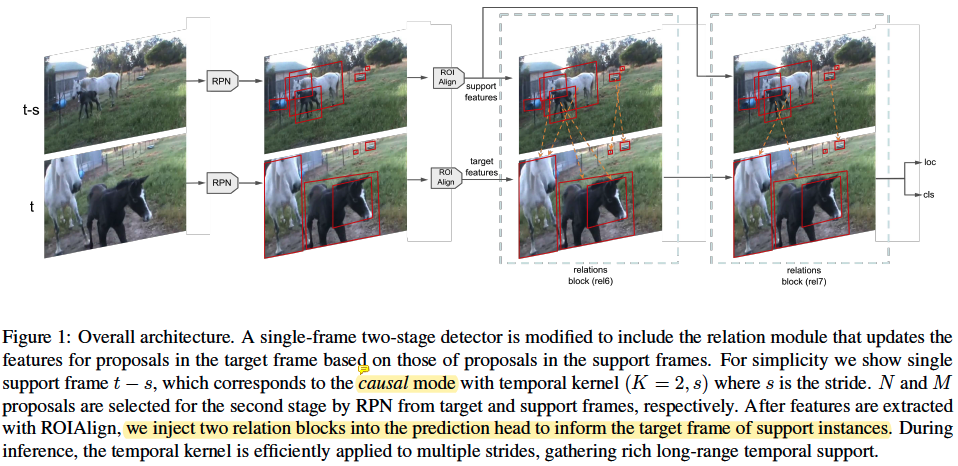 t-s
RPN
ROI
Align
support
features
t
RPN
ROI
Align
target
features
loc
cls
relations
block (rel6)
relations
block (rel7)
Figure 1: Overall architecture. A single-frame two-stage detector is modified to include the relation module that updates the
features for proposals in the target frame based on those of proposals in the support frames. For simplicity we show single
support frame t − s, which corresponds to the causal mode with temporal kernel (K = 2, s) where s is the stride. N and M
proposals are selected for the second stage by RPN from target and support frames, respectively. After features are extracted
with ROIAlign, we inject two relation blocks into the prediction head to inform the target frame of support instances. During
inference, the temporal kernel is efficiently applied to multiple strides, gathering rich long-range temporal support.